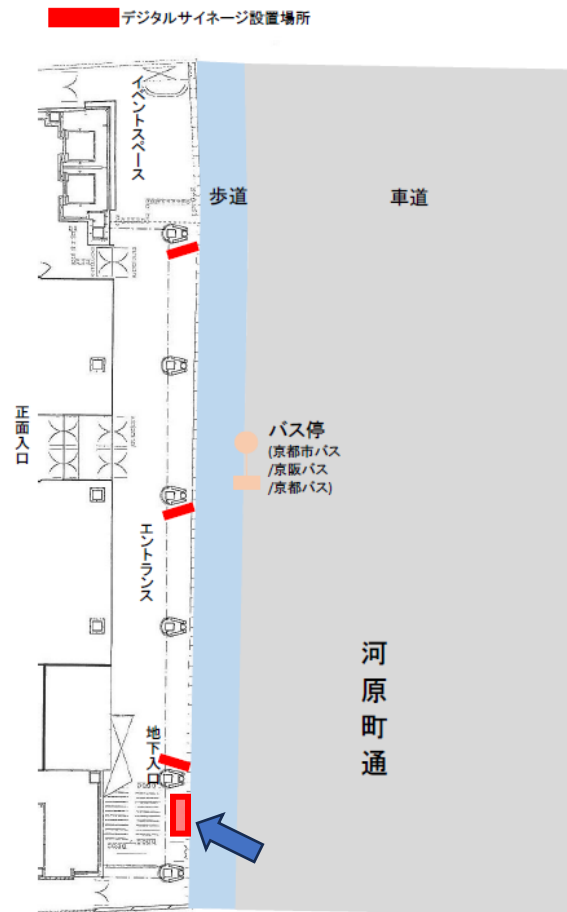 デジタルサイネージ設置場所
イベントスペース
歩道
車道
正面入口
バス停
(京都市バス
/京阪バス
/京都バス)
エントランス
河原町通
地下入口